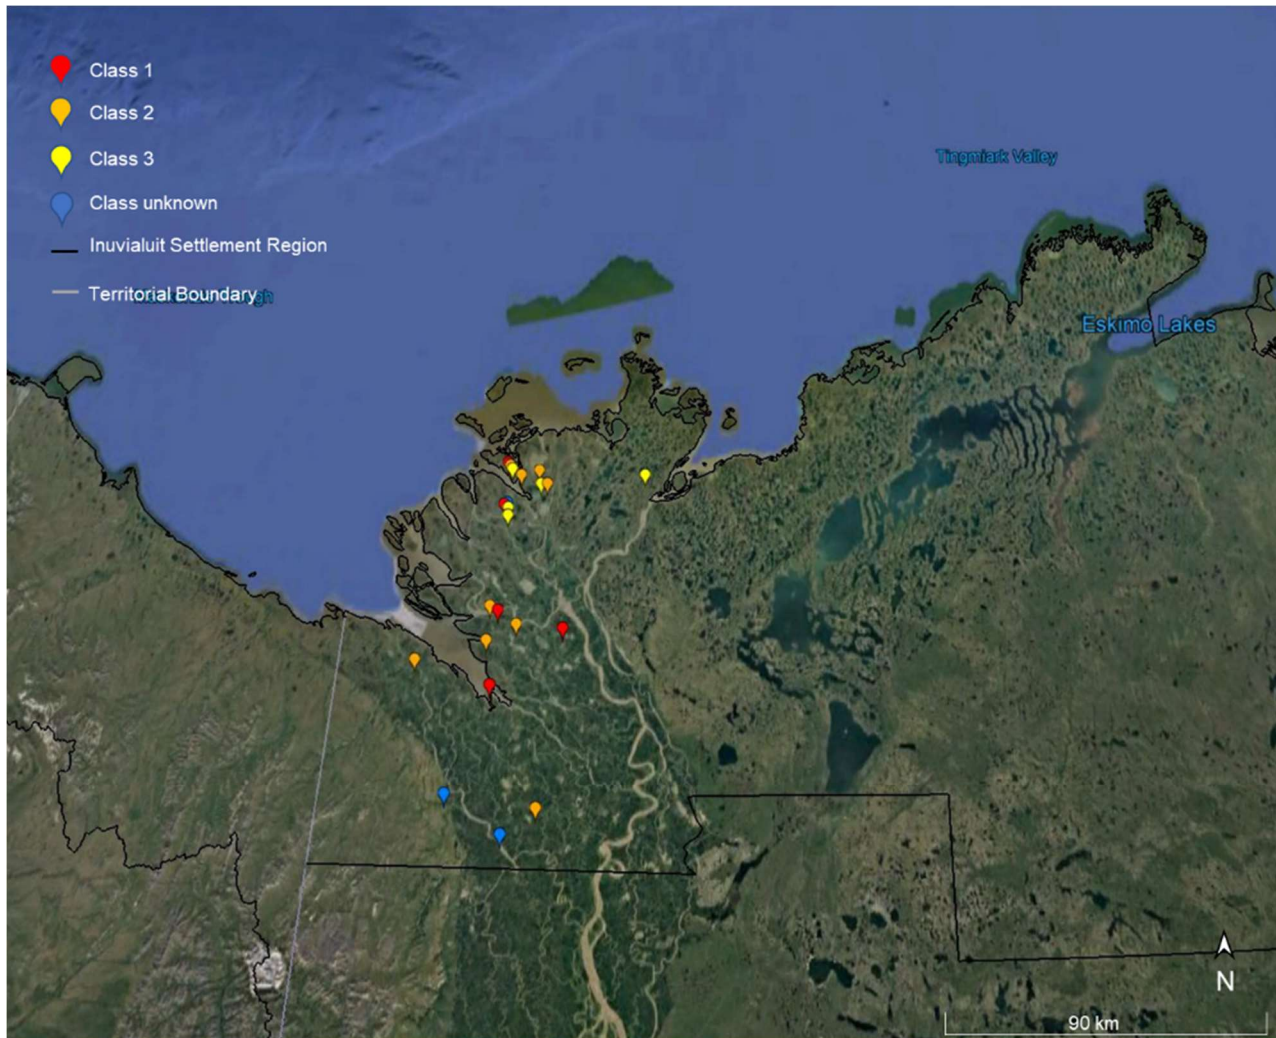 Class 1
Class 2
Class 3
Class unknown
Inuvialuit Settlement Region
Territorial Boundary
Tingmiark Valley
Eskimo Lakes
N
90 km